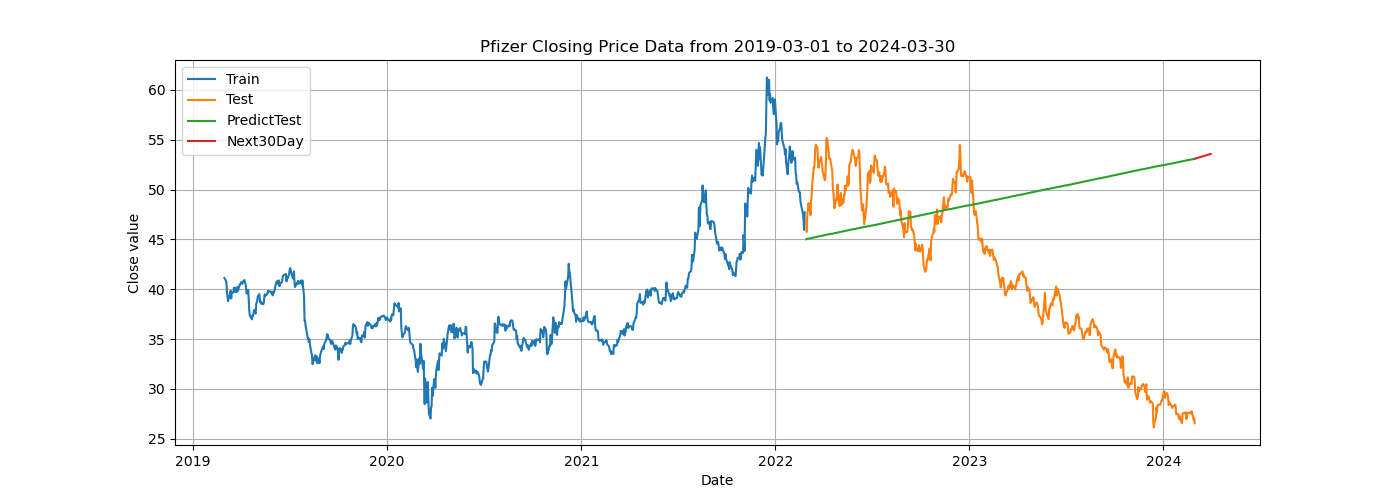 Pfizer Closing Price Data from 2019-03-01 to 2024-03-30
Train
Test
PredictTest
Next30Day
Close value
60
55
50
45
40
35
30
25
2019 2020 2021 2022 2023 2024
Date